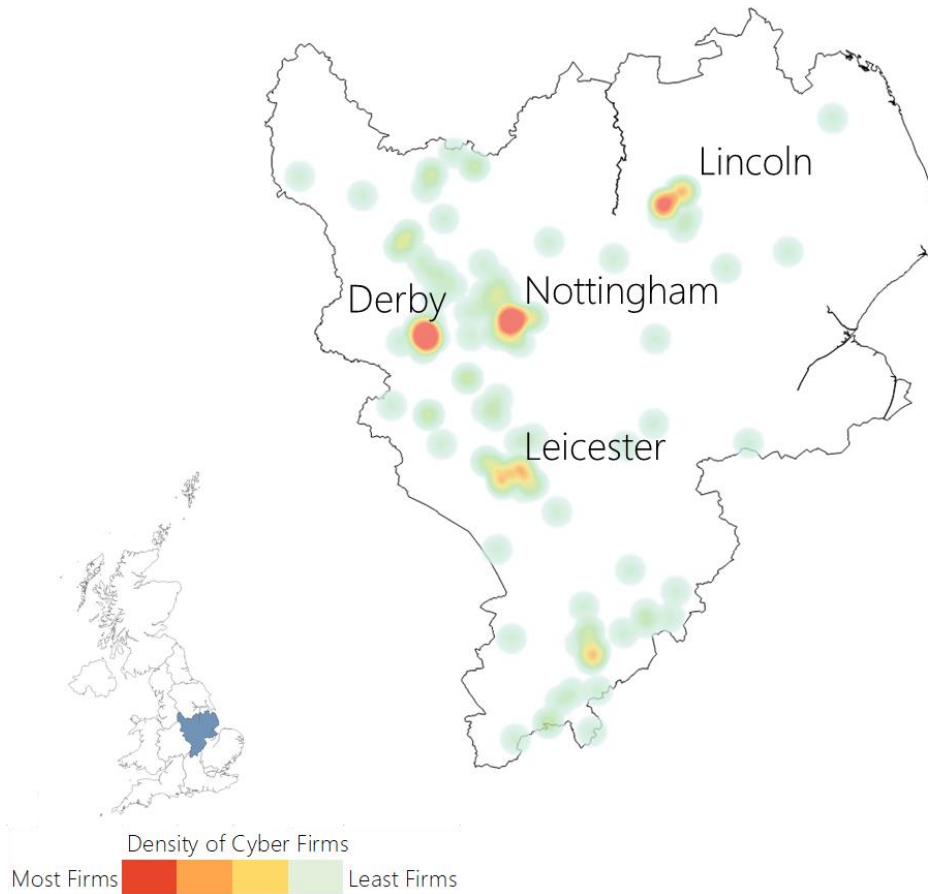 Lincoln
Nottingham
Derby
Leicester
Density of Cyber Firms
Most Firms Least Firms